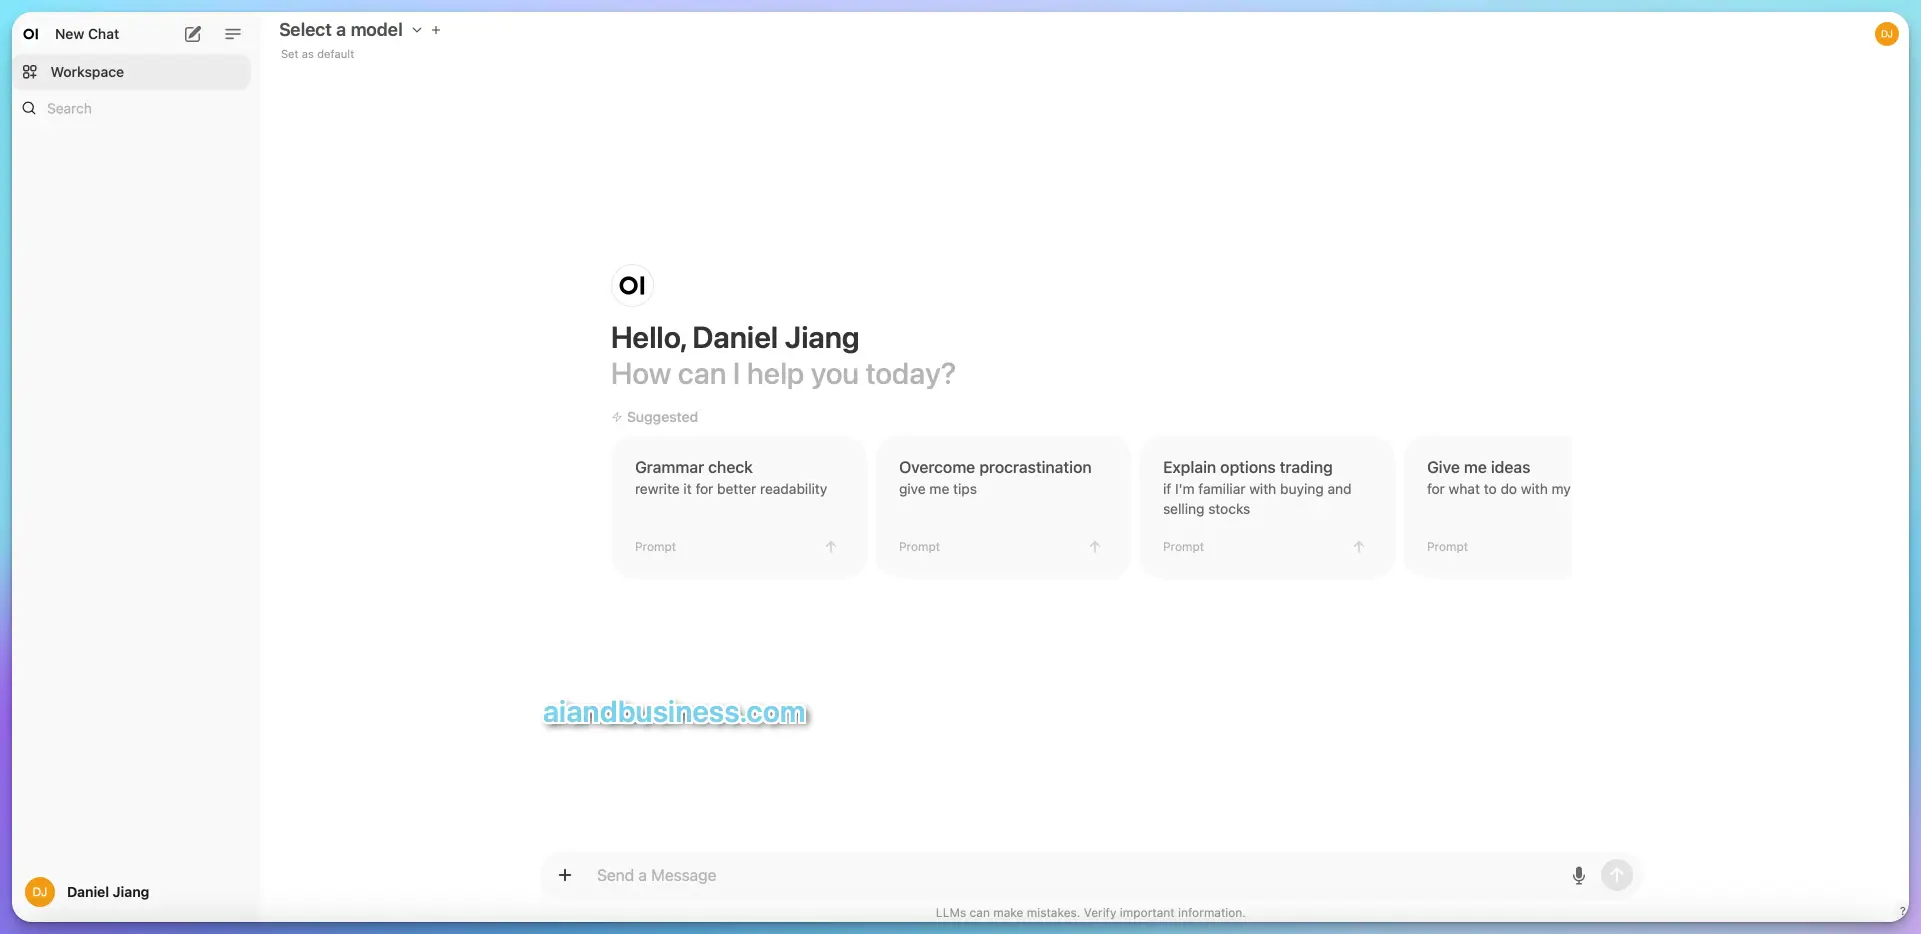 OI New Chat
Workspace
Search
DJ Daniel Jiang
Select a model
Set as default
DJ
OI
Hello, Daniel Jiang
How can I help you today?
Suggested
Grammar check
rewrite it for better readability
Prompt
Overcome procrastination
give me tips
Prompt
Explain options trading
if I'm familiar with buying and
selling stocks
Prompt
Give me ideas
for what to do with my
Prompt
aiandbusiness.com
Send a Message
LLMs can make mistakes. Verify important information.
?